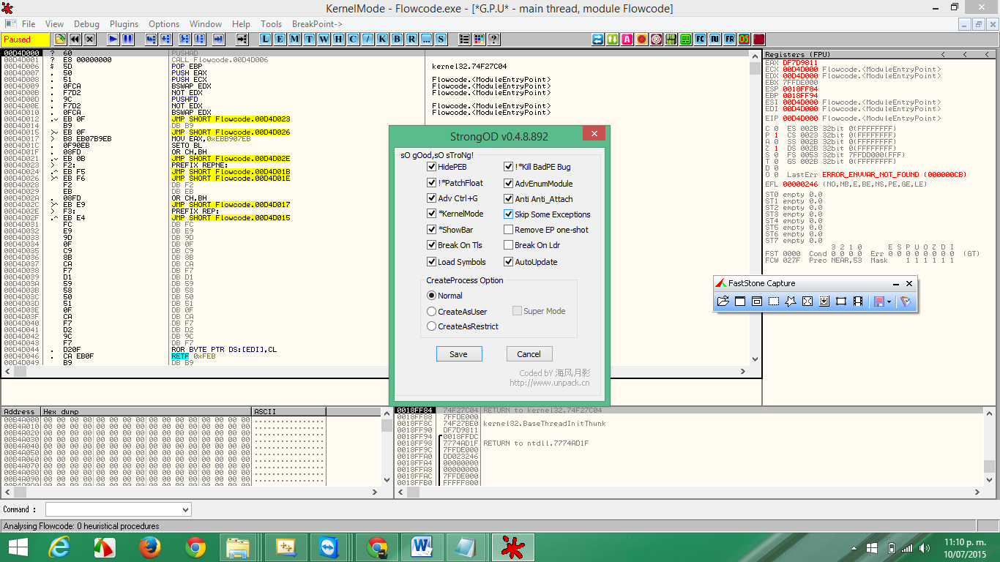 KernelMode - Flowcode.exe - [*G.P.U* - main thread, module Flowcode]
File View Debug Plugins Options Window Help Tools BreakPoint->
Paused L E M T W H C / K B R ... S ? FC NU FR OS
00D4D000 ? 60 PUSHAD
00D4D001 ? E8 00000000 CALL Flowcode.00D4D006
00D4D006 $ 5D POP EBP kernel32.74F27C04
00D4D007 . 50 PUSH EAX
00D4D008 . 51 PUSH ECX Flowcode.<ModuleEntryPoint>
00D4D009 . 0FCA BSWAP EDX Flowcode.<ModuleEntryPoint>
00D4D00B . F7D2 NOT EDX Flowcode.<ModuleEntryPoint>
00D4D00D . 9C PUSHFD
00D4D00E . F7D2 NOT EDX Flowcode.<ModuleEntryPoint>
00D4D010 . 0FCA BSWAP EDX Flowcode.<ModuleEntryPoint>
00D4D012 .v EB 0F JMP SHORT Flowcode.00D4D023
00D4D014 B9 DB B9
00D4D015 >v EB 0F JMP SHORT Flowcode.00D4D026
00D4D017 > B8 EB07B9EB MOV EAX,0xEBB907EB
00D4D01C . 0F90EB SETO BL
00D4D01F . 08FD OR CH,BH
00D4D021 .v EB 0B JMP SHORT Flowcode.00D4D02E
00D4D023 > F2: PREFIX REPNE:
00D4D024 .^ EB F5 JMP SHORT Flowcode.00D4D01B
00D4D026 >^ EB F6 JMP SHORT Flowcode.00D4D01E
00D4D028 F2 DB F2
00D4D029 EB DB EB
00D4D02A . 08FD OR CH,BH
00D4D02C >^ EB E9 JMP SHORT Flowcode.00D4D017
00D4D02E > F3: PREFIX REP:
00D4D02F .^ EB E4 JMP SHORT Flowcode.00D4D015
00D4D031 FC DB FC
00D4D032 E9 DB E9
00D4D033 9D DB 9D
00D4D034 0F DB 0F
00D4D035 C9 DB C9
00D4D036 8B DB 8B
00D4D037 CA DB CA
00D4D038 F7 DB F7
00D4D039 D1 DB D1
00D4D03A 59 DB 59
00D4D03B 58 DB 58
00D4D03C 50 DB 50
00D4D03D 51 DB 51
00D4D03E 0F DB 0F
00D4D03F CA DB CA
00D4D040 F7 DB F7
00D4D041 D2 DB D2
00D4D042 9C DB 9C
00D4D043 F7 DB F7
00D4D044 . D20F ROR BYTE PTR DS:[EDI],CL
00D4D046 . CA EB0F RETF 0xFEB
00D4D049 B9 DB B9
Registers (FPU) < < <
EAX DF7D9811
ECX 00D4D000 Flowcode.<ModuleEntryPoint>
EDX 00D4D000 Flowcode.<ModuleEntryPoint>
EBX 7FFDE000
ESP 0018FF84
EBP 0018FF94
ESI 00D4D000 Flowcode.<ModuleEntryPoint>
EDI 00D4D000 Flowcode.<ModuleEntryPoint>
EIP 00D4D000 Flowcode.<ModuleEntryPoint>
C 0 ES 002B 32bit 0(FFFFFFFF)
P 1 CS 0023 32bit 0(FFFFFFFF)
A 0 SS 002B 32bit 0(FFFFFFFF)
Z 1 DS 002B 32bit 0(FFFFFFFF)
S 0 FS 0053 32bit 7FFDD000(FFF)
T 0 GS 002B 32bit 0(FFFFFFFF)
D 0
O 0 LastErr ERROR_ENVVAR_NOT_FOUND (000000CB)
EFL 00000246 (NO,NB,E,BE,NS,PE,GE,LE)
ST0 empty 0.0
ST1 empty 0.0
ST2 empty 0.0
ST3 empty 0.0
ST4 empty 0.0
ST5 empty 0.0
ST6 empty 0.0
ST7 empty 0.0
3 2 1 0 E S P U O Z D I
FST 0000 Cond 0 0 0 0 Err 0 0 0 0 0 0 0 0 (GT)
FCW 027F Prec NEAR,53 Mask 1 1 1 1 1 1
StrongOD v0.4.8.892
sO gOod,sO sTroNg!
HidePEB !*Kill BadPE Bug
!*PatchFloat AdvEnumModule
Adv Ctrl+G Anti Anti_Attach
*KernelMode Skip Some Exceptions
*ShowBar Remove EP one-shot
Break On Tls Break On Ldr
Load Symbols AutoUpdate
CreateProcess Option
Normal
CreateAsUser Super Mode
CreateAsRestrict
Save Cancel
Coded bY 海风月影
http://www.unpack.cn
FastStone Capture
Address Hex dump ASCII
00B4A000 00 00 00 00 00 00 00 00 00 00 00 00 00 00 00 00 ................
00B4A010 00 00 00 00 00 00 00 00 00 00 00 00 00 00 00 00 ................
00B4A020 00 00 00 00 00 00 00 00 00 00 00 00 00 00 00 00 ................
00B4A030 00 00 00 00 00 00 00 00 00 00 00 00 00 00 00 00 ................
00B4A040 00 00 00 00 00 00 00 00 00 00 00 00 00 00 00 00 ................
00B4A050 00 00 00 00 00 00 00 00 00 00 00 00 00 00 00 00 ................
00B4A060 00 00 00 00 00 00 00 00 00 00 00 00 00 00 00 00 ................
00B4A070 00 00 00 00 00 00 00 00 00 00 00 00 00 00 00 00 ................
00B4A080 00 00 00 00 00 00 00 00 00 00 00 00 00 00 00 00 ................
00B4A090 00 00 00 00 00 00 00 00 00 00 00 00 00 00 00 00 ................
0018FF84 74F27C04 RETURN to kernel32.74F27C04
0018FF88 7FFDE000
0018FF8C 74F27BE0 kernel32.BaseThreadInitThunk
0018FF90 DF7D9811
0018FF94 0018FFDC
0018FF98 7774AD1F RETURN to ntdll.7774AD1F
0018FF9C 7FFDE000
0018FFA0 DD023246
0018FFA4 00000000
0018FFA8 00000000
0018FFAC 7FFDE000
0018FFB0 FFFFF800
Command :
Analysing Flowcode: 0 heuristical procedures
11:10 p. m.
10/07/2015